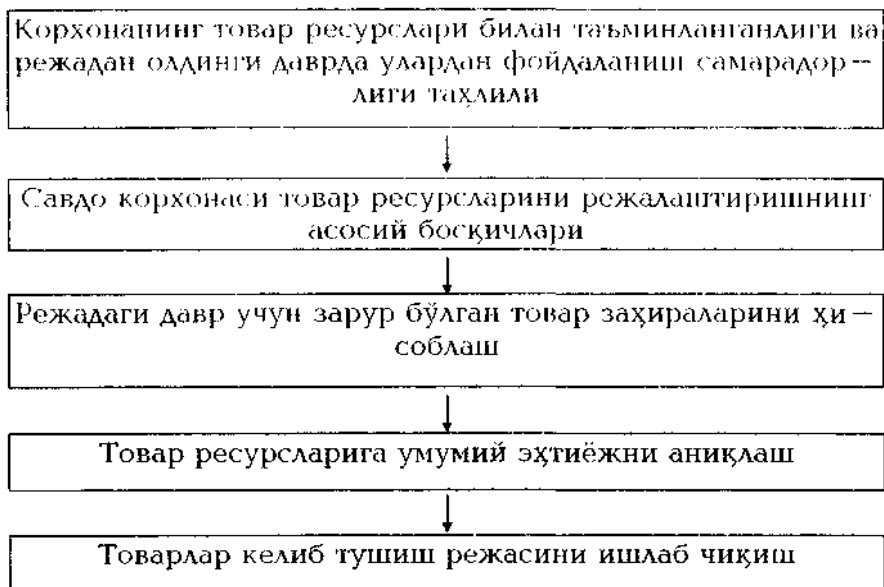 Корхонанинг товар ресурслари билан таъминланганлиги ва
режадан олдинги даврда улардан фойдаланиш самарадор—
лиги таҳлили
Савдо корхонаси товар ресурсларини режалаштиришнинг
асосий босқичлари
Режадаги давр учун зарур бўлган товар заҳираларини ҳи—
соблаш
Товар ресурсларига умумий эҳтиёжни аниқлаш
Товарлар келиб тушиш режасини ишлаб чиқиш